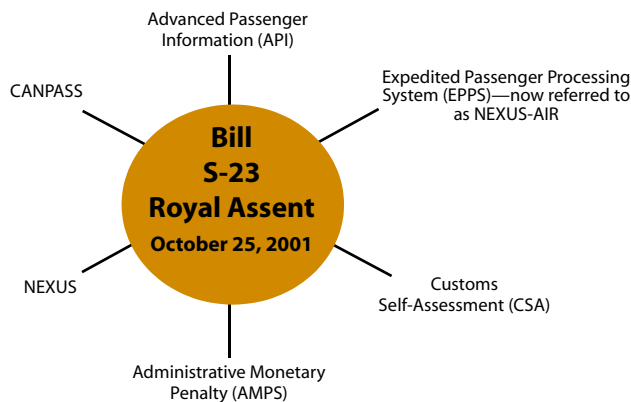 Advanced Passenger
Information (API)
CANPASS
Expedited Passenger Processing
System (EPPS)—now referred to
as NEXUS-AIR
Bill
S-23
Royal Assent
October 25, 2001
NEXUS
Customs
Self-Assessment (CSA)
Administrative Monetary
Penalty (AMPS)